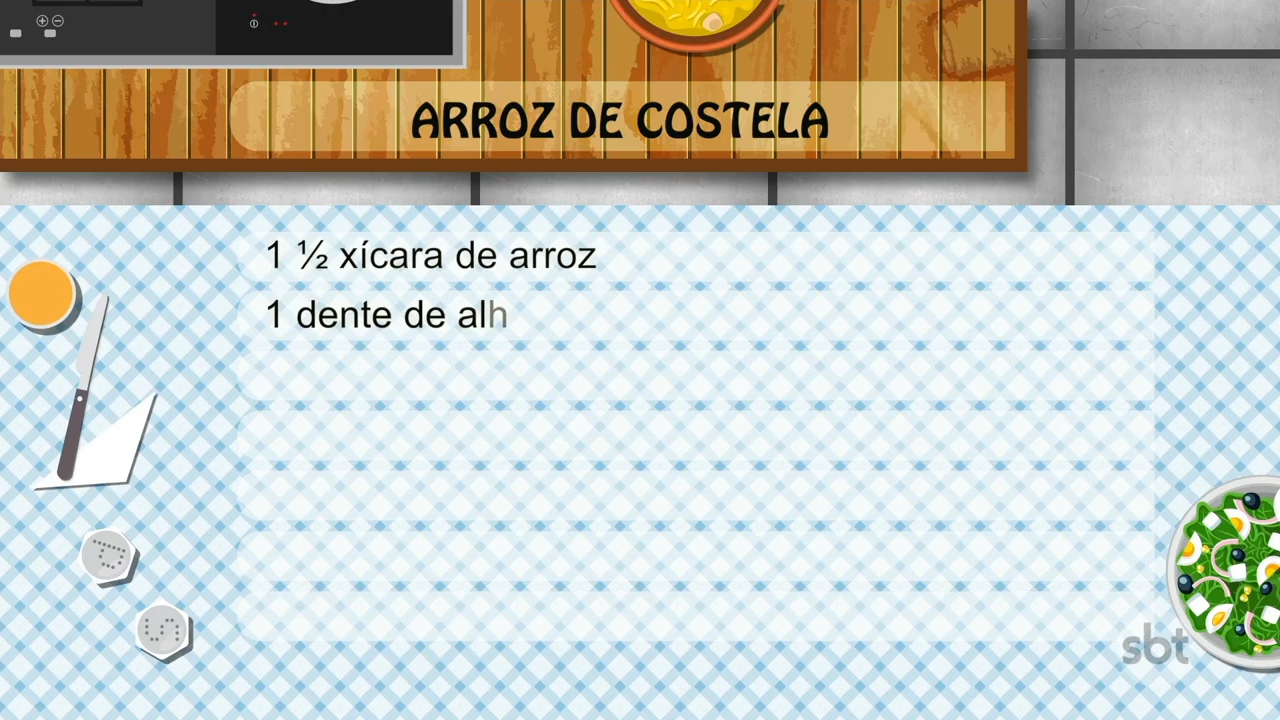 ARROZ DE COSTELA
1 ½ xícara de arroz
1 dente de alh
sbt